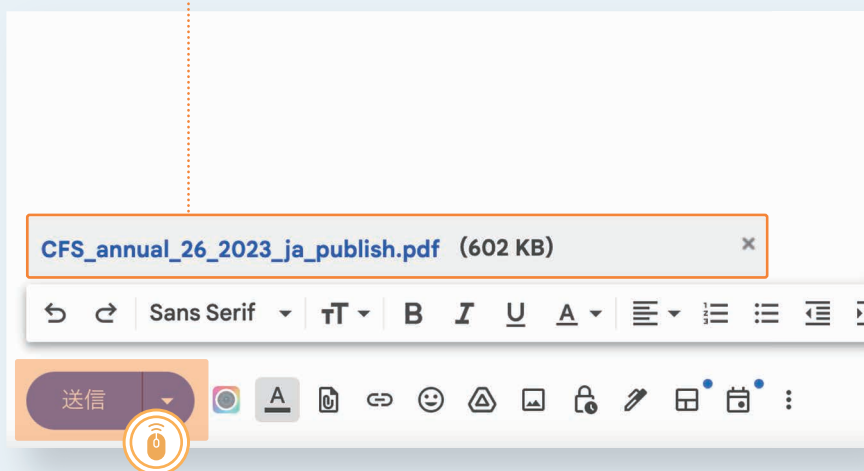 CFS_annual_26_2023_ja_publish.pdf (602 KB)
Sans Serif
送信